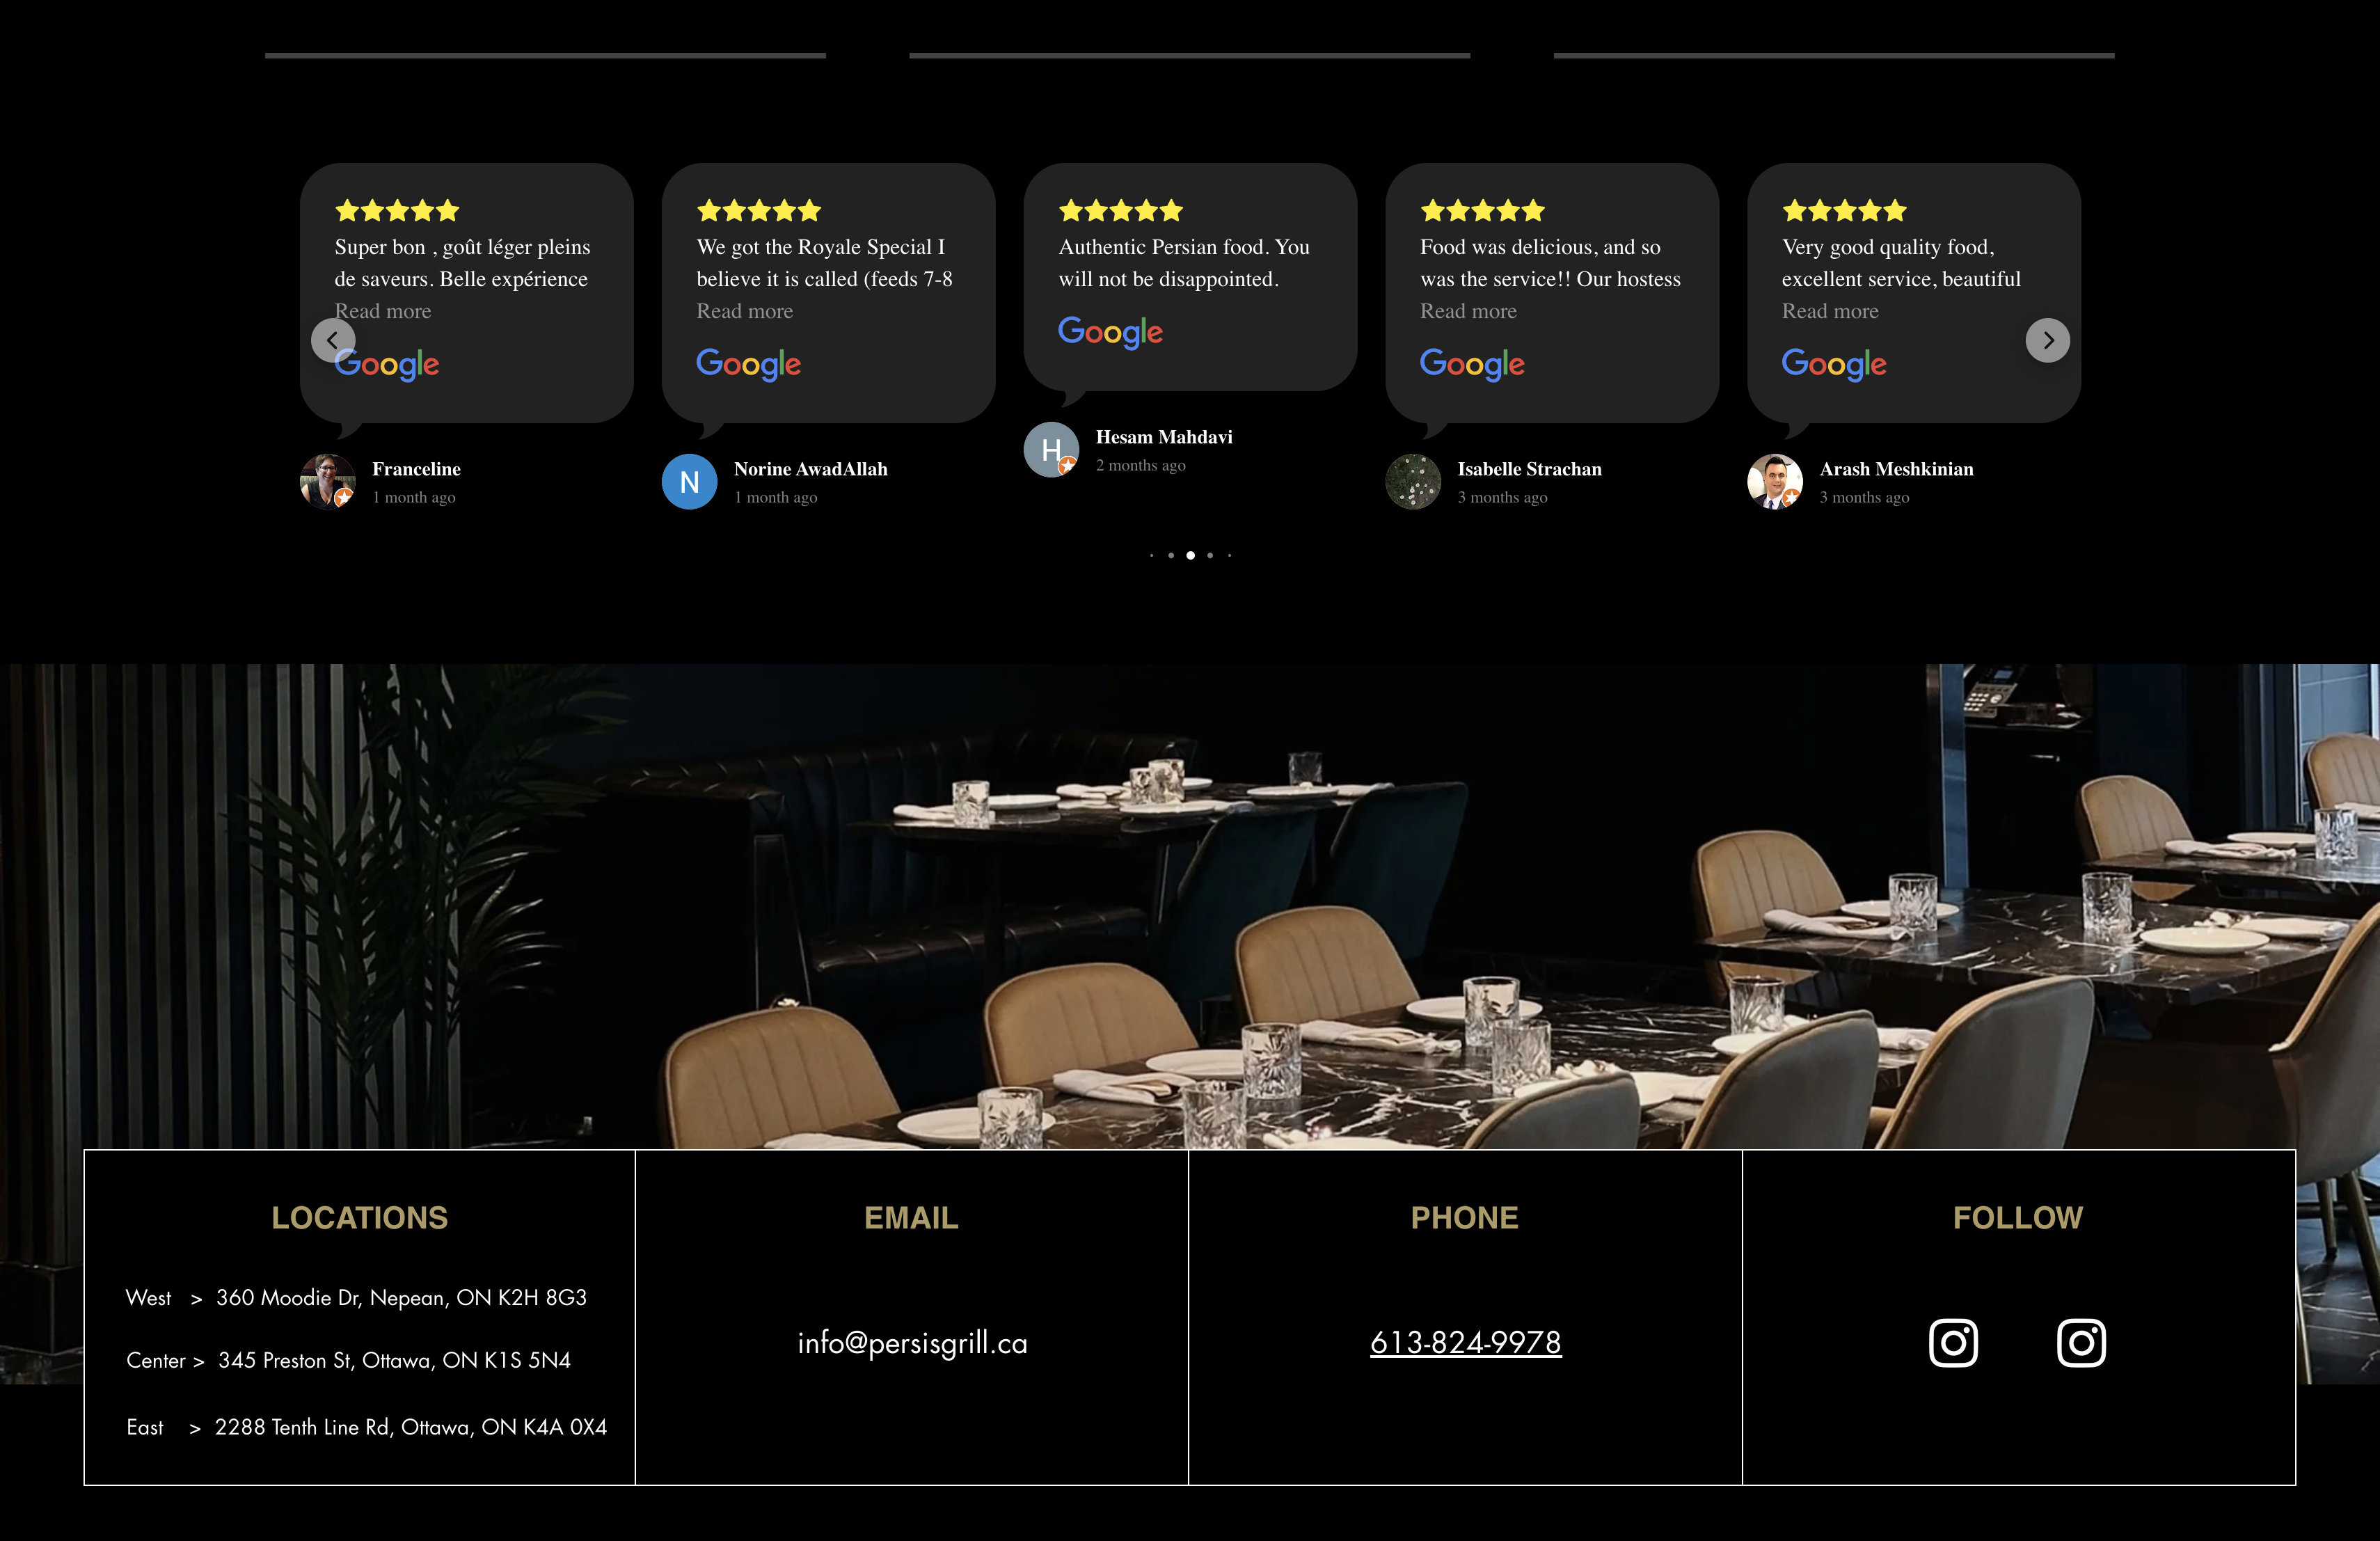 Super bon , goût léger pleins
de saveurs. Belle expérience
Read more
Google
Franceline
1 month ago
We got the Royale Special I
believe it is called (feeds 7-8
Read more
Google
N
Norine AwadAllah
1 month ago
Authentic Persian food. You
will not be disappointed.
Google
H
Hesam Mahdavi
2 months ago
Food was delicious, and so
was the service!! Our hostess
Read more
Google
Isabelle Strachan
3 months ago
Very good quality food,
excellent service, beautiful
Read more
Google
Arash Meshkinian
3 months ago
LOCATIONS
West > 360 Moodie Dr, Nepean, ON K2H 8G3
Center > 345 Preston St, Ottawa, ON K1S 5N4
East > 2288 Tenth Line Rd, Ottawa, ON K4A 0X4
EMAIL
info@persisgrill.ca
PHONE
613-824-9978
FOLLOW